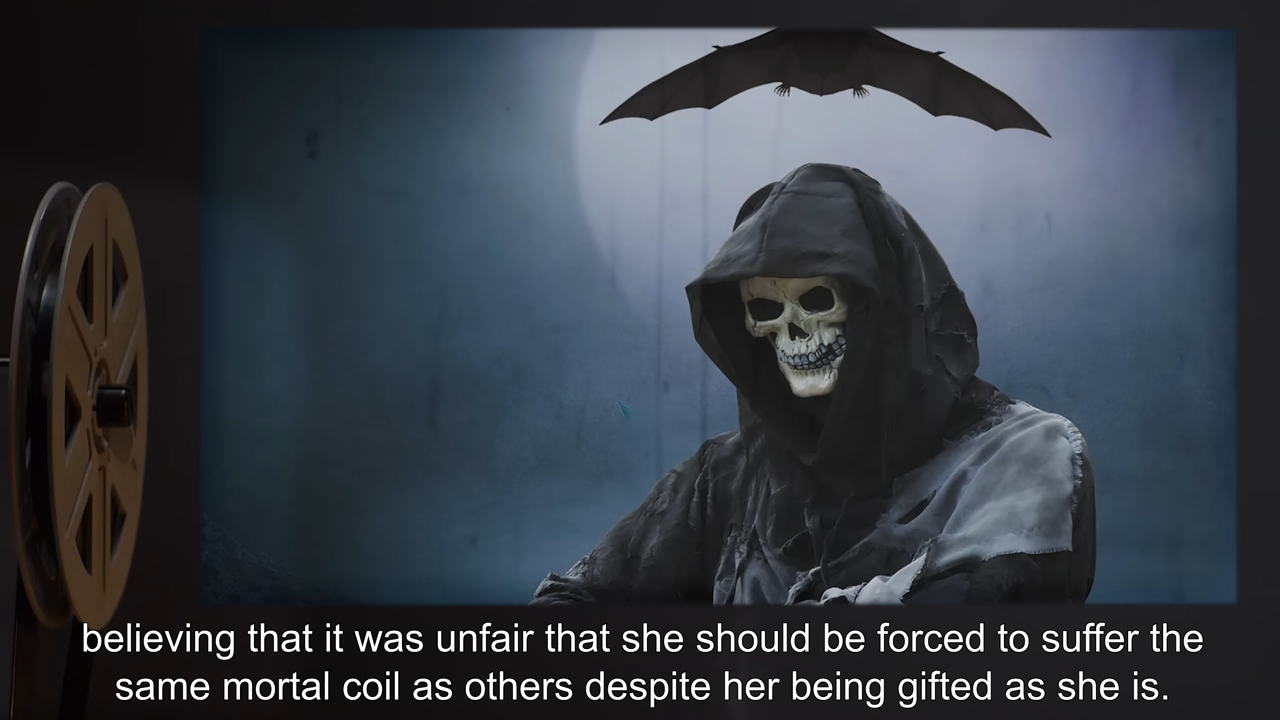 believing that it was unfair that she should be forced to suffer the
same mortal coil as others despite her being gifted as she is.